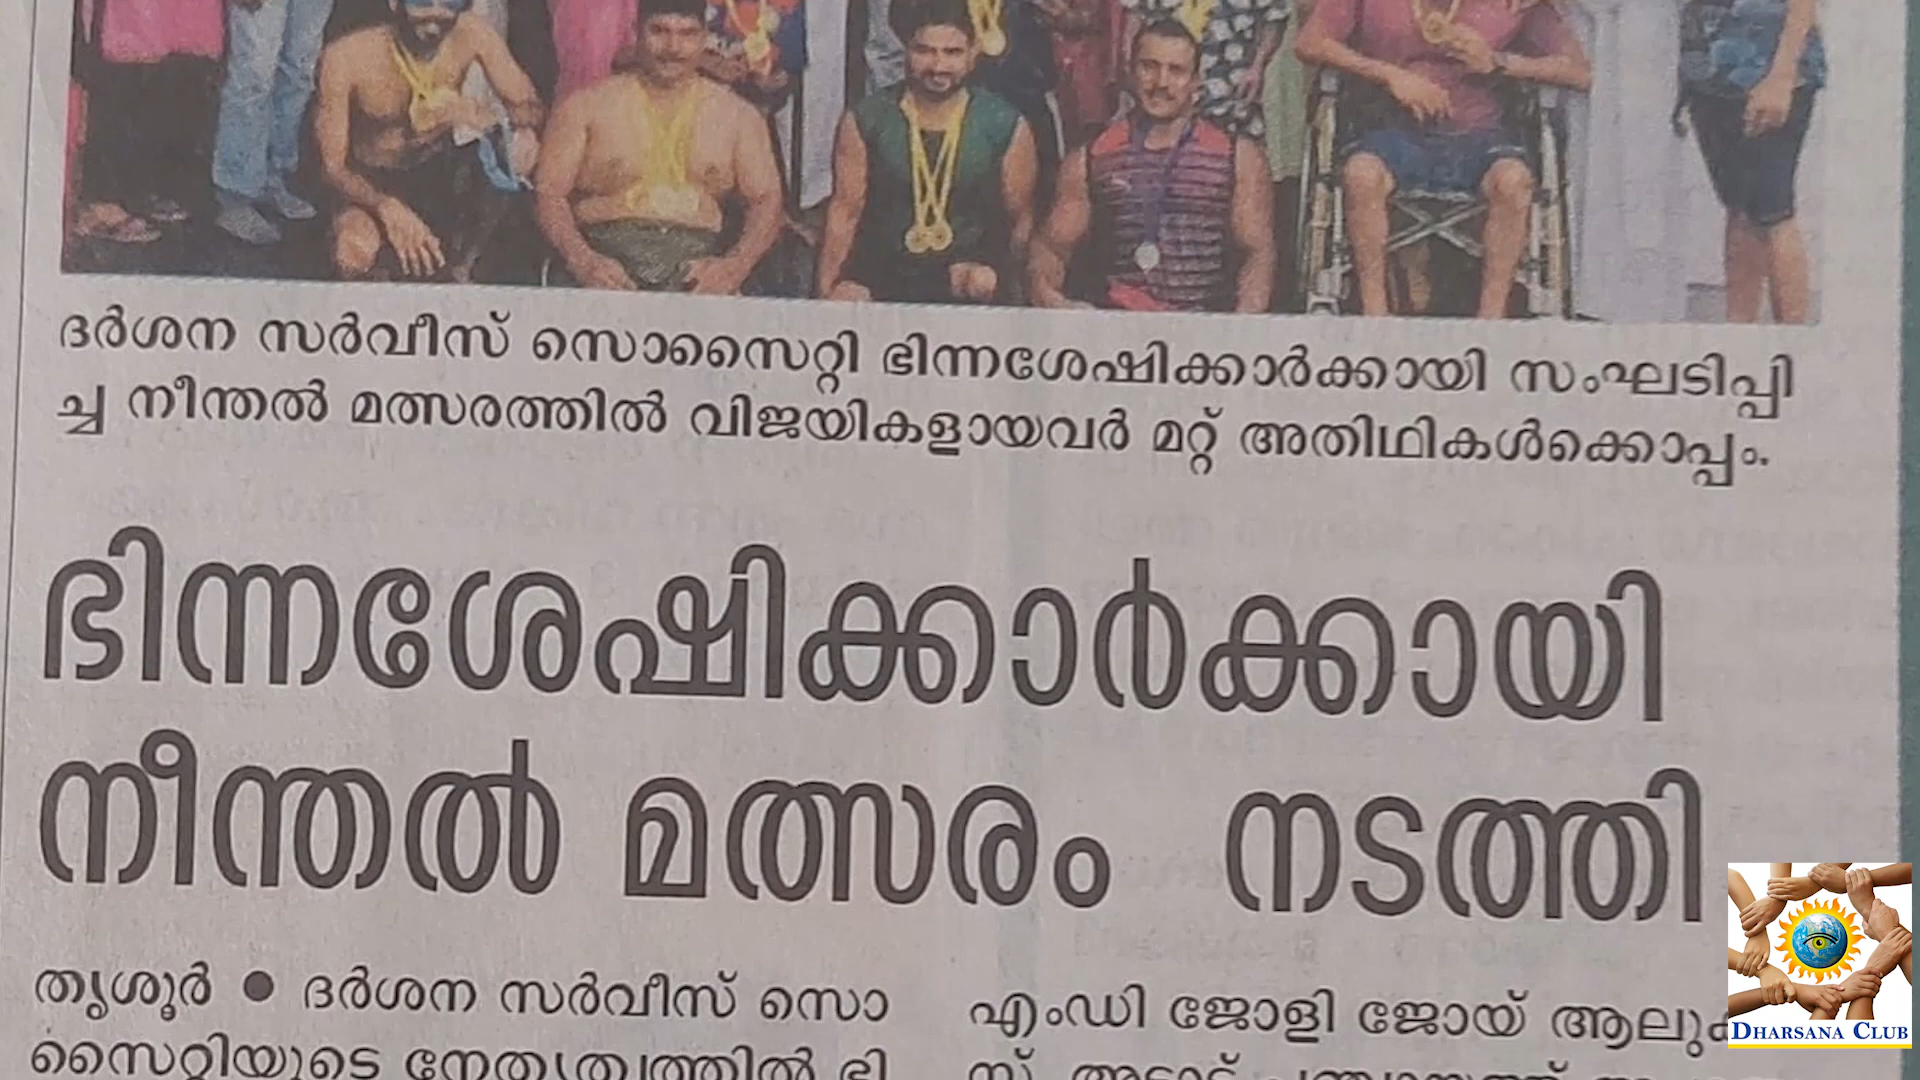 ദർശന സർവീസ് സൊസൈറ്റി ഭിന്നശേഷിക്കാർക്കായി സംഘടിപ്പി
ച്ച നീന്തൽ മത്സരത്തിൽ വിജയികളായവർ മറ്റ് അതിഥികൾക്കൊപ്പം.
ഭിന്നശേഷിക്കാർക്കായി
നീന്തൽ മത്സരം നടത്തി
തൃശൂർ ● ദർശന സർവീസ് സൊ
സൈറ്റിയുടെ നേതൃത്വത്തിൽ ഭി
എംഡി ജോളി ജോയ് ആലുക
സ്
DHARSANA CLUB